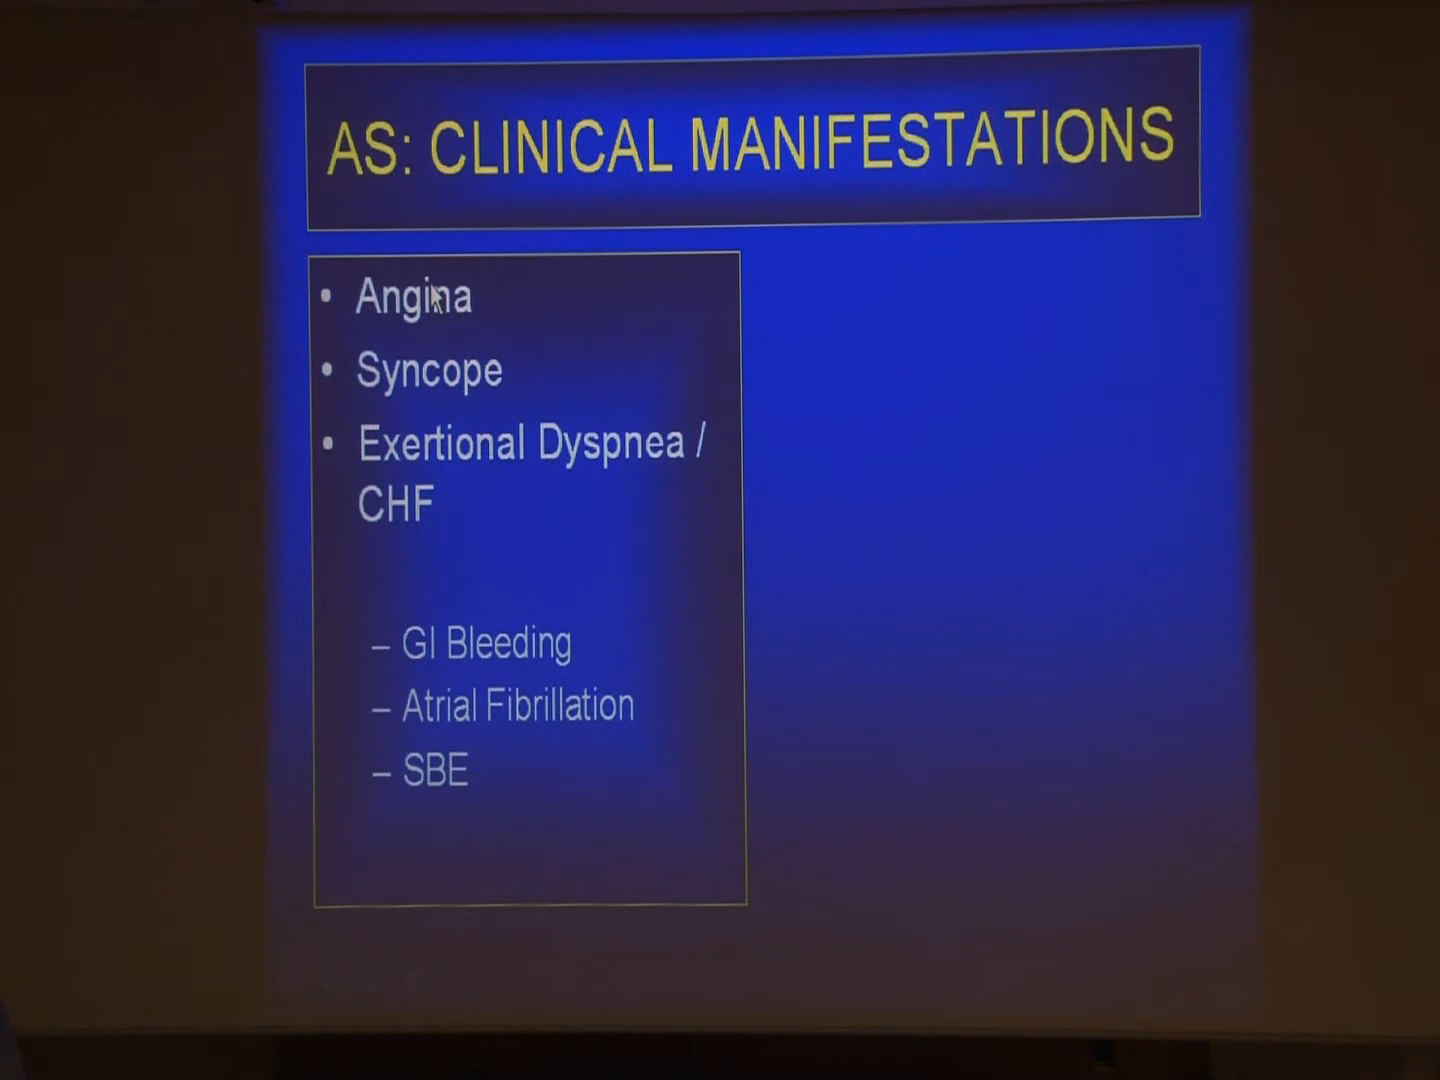 AS: CLINICAL MANIFESTATIONS
• Angina
• Syncope
• Exertional Dyspnea /
CHF
– GI Bleeding
– Atrial Fibrillation
– SBE